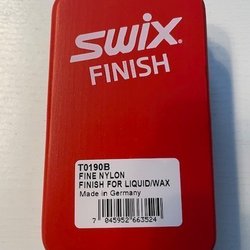 SWIX
FINISH
T0190B
FINE NYLON
FINISH FOR LIQUID/WAX
Made in Germany
7 045952 663524